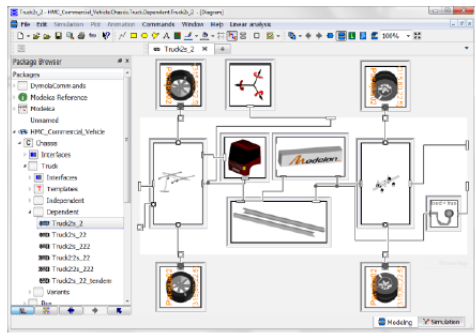 Truck2s_2 - HMC_Commercial_Vehicle.Chassis.Truck.Dependent.Truck2s_2 - [Diagram]
File Edit Simulation Plot Animation Commands Window Help Linear analysis
100%
Truck2s_2
Package Browser
Packages
DymolaCommands
Modelica Reference
Modelica
Unnamed
HMC_Commercial_Vehicle
Chassis
Interfaces
Truck
Interfaces
Templates
Independent
Dependent
Truck2s_2
Truck2s_22
Truck2s_222
Truck22s_22
Truck22s_222
Truck2s_22_tandem
Variants
Modelon
Modeling
Simulation